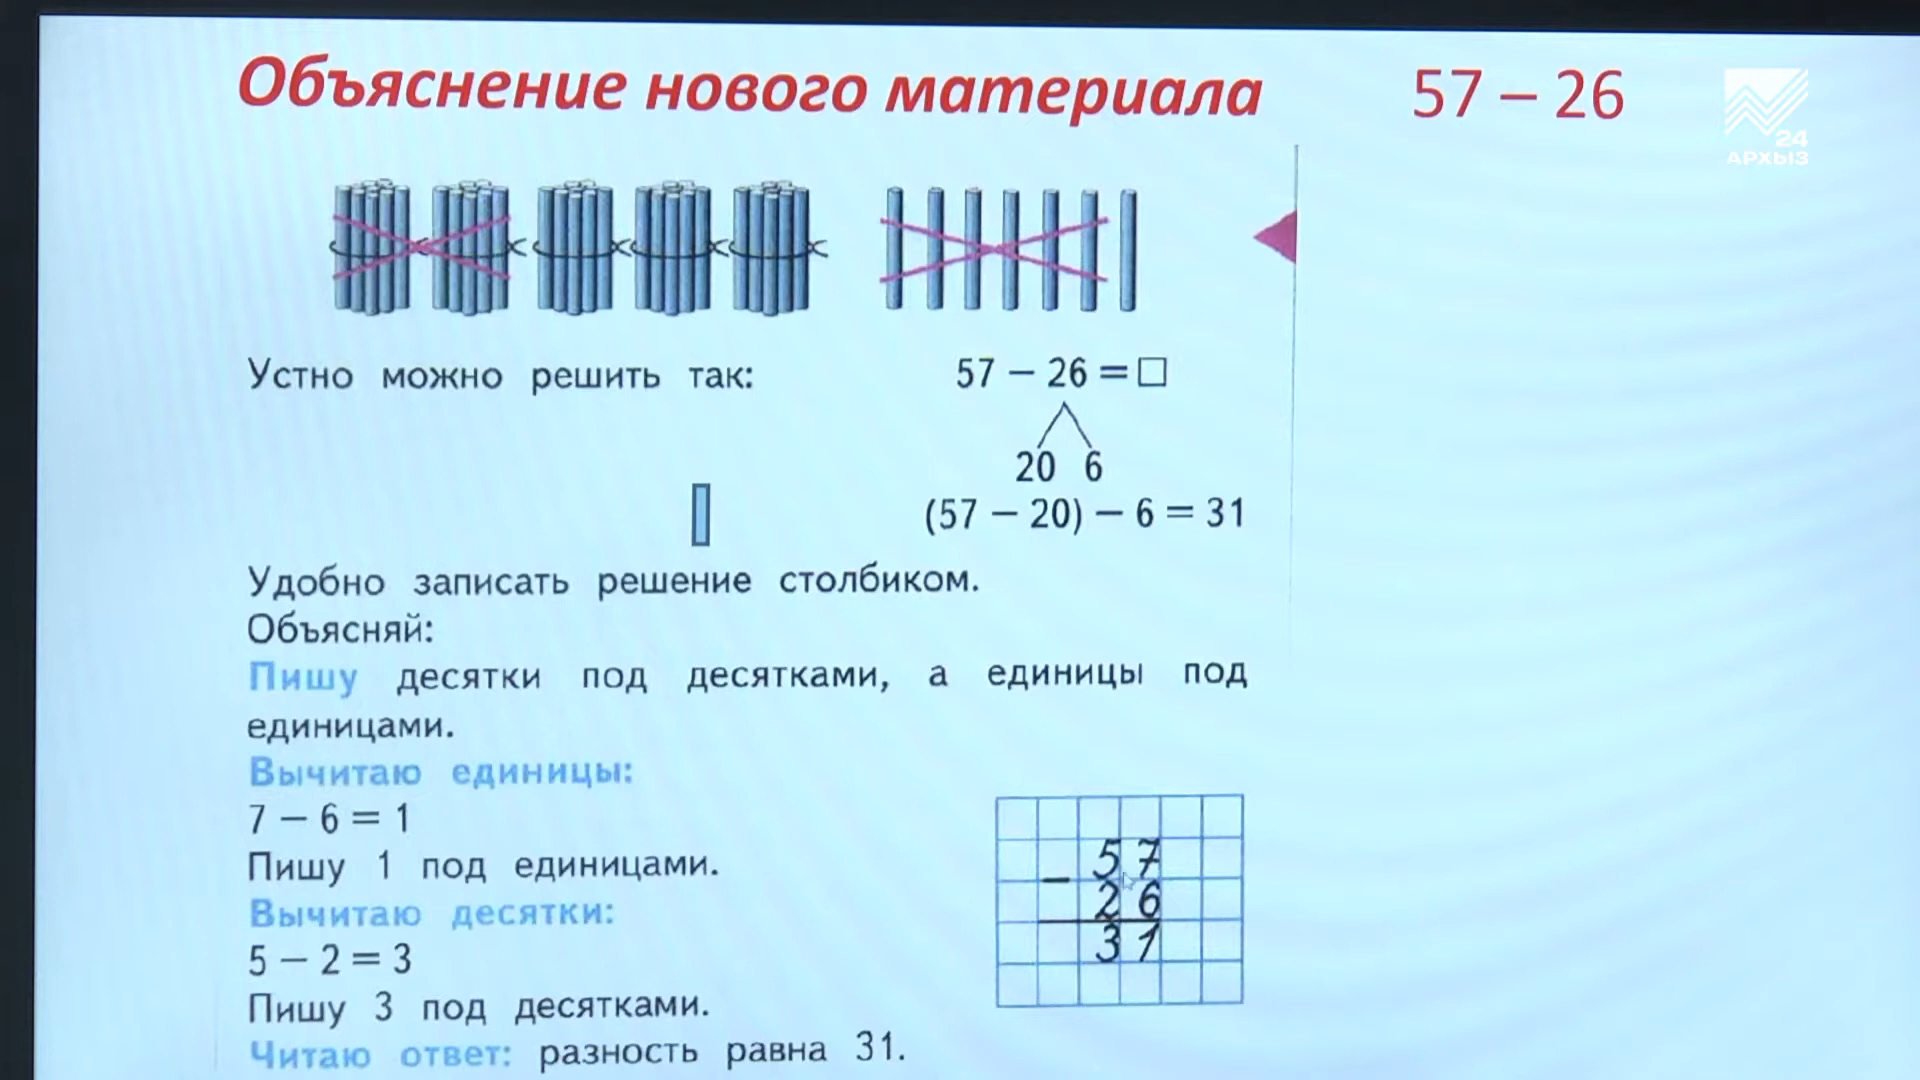 Объяснение нового материала
57 – 26
24
АРХЫЗ
Устно можно решить так:
57 – 26 = □
20 6
(57 – 20) – 6 = 31
Удобно записать решение столбиком.
Объясняй:
Пишу десятки под десятками, а единицы под
единицами.
Вычитаю единицы:
7 – 6 = 1
Пишу 1 под единицами.
Вычитаю десятки:
5 – 2 = 3
Пишу 3 под десятками.
Читаю ответ: разность равна 31.
57
–
26
31